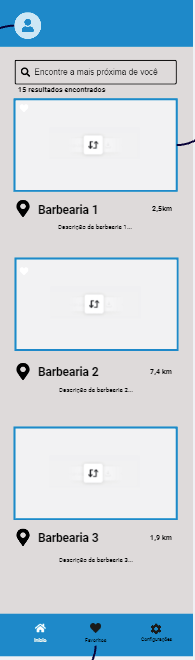 Encontre a mais próxima de você
15 resultados encontrados
Barbearia 1 2,5km
Descrição da barbearia 1...
Barbearia 2 7,4 km
Descrição de barbearia 2...
Barbearia 3 1,9 km
Descrição da barbearia 3...
Início Favoritos Configurações